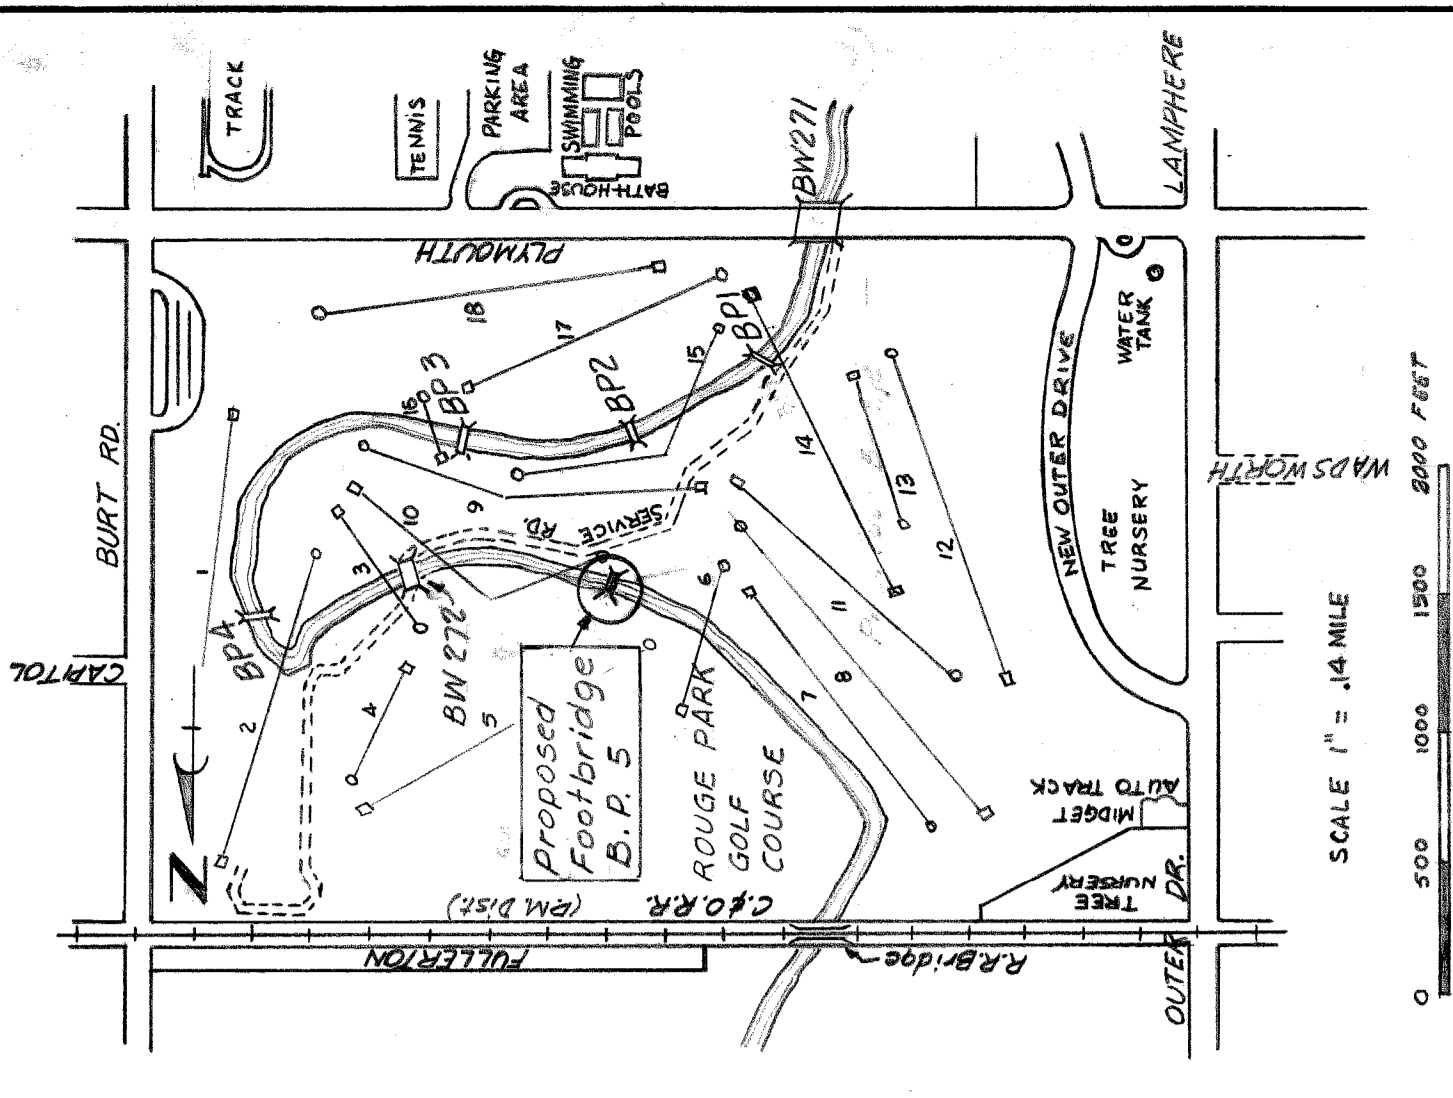 TRACK
TENNIS
PARKING
AREA
SWIMMING
POOLS
BATH-HOUSE
BW271
LAMPHERE
PLYMOUTH
BURT RD.
CAPITOL
18
17
15
BP1
16
BP3
BP2
14
13
12
WATER
TANK
NEW OUTER DRIVE
TREE
NURSERY
WADSWORTH
1
2
3
10
9
SERVICE
RD.
BP4
BW272
4
5
6
7
8
11
N
Proposed
Footbridge
B.P. 5
ROUGE PARK
GOLF
COURSE
MIDGET
AUTO TRACK
TREE
NURSERY
C.&O.R.R.
(P.M. Dist.)
FULLERTON
R.R.Bridge
OUTER DR.
SCALE 1" = .14 MILE
0 500 1000 1500 2000 FEET